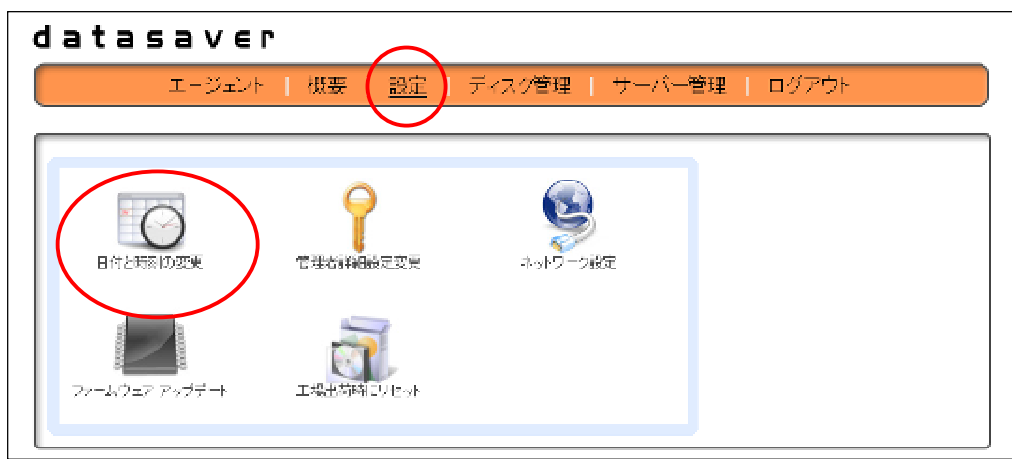 datasaver
エージェント | 概要 | 設定 | ディスク管理 | サーバー管理 | ログアウト
日付と時刻の変更 管理者詳細設定変更 ネットワーク設定
ファームウェア アップデート 工場出荷時にリセット